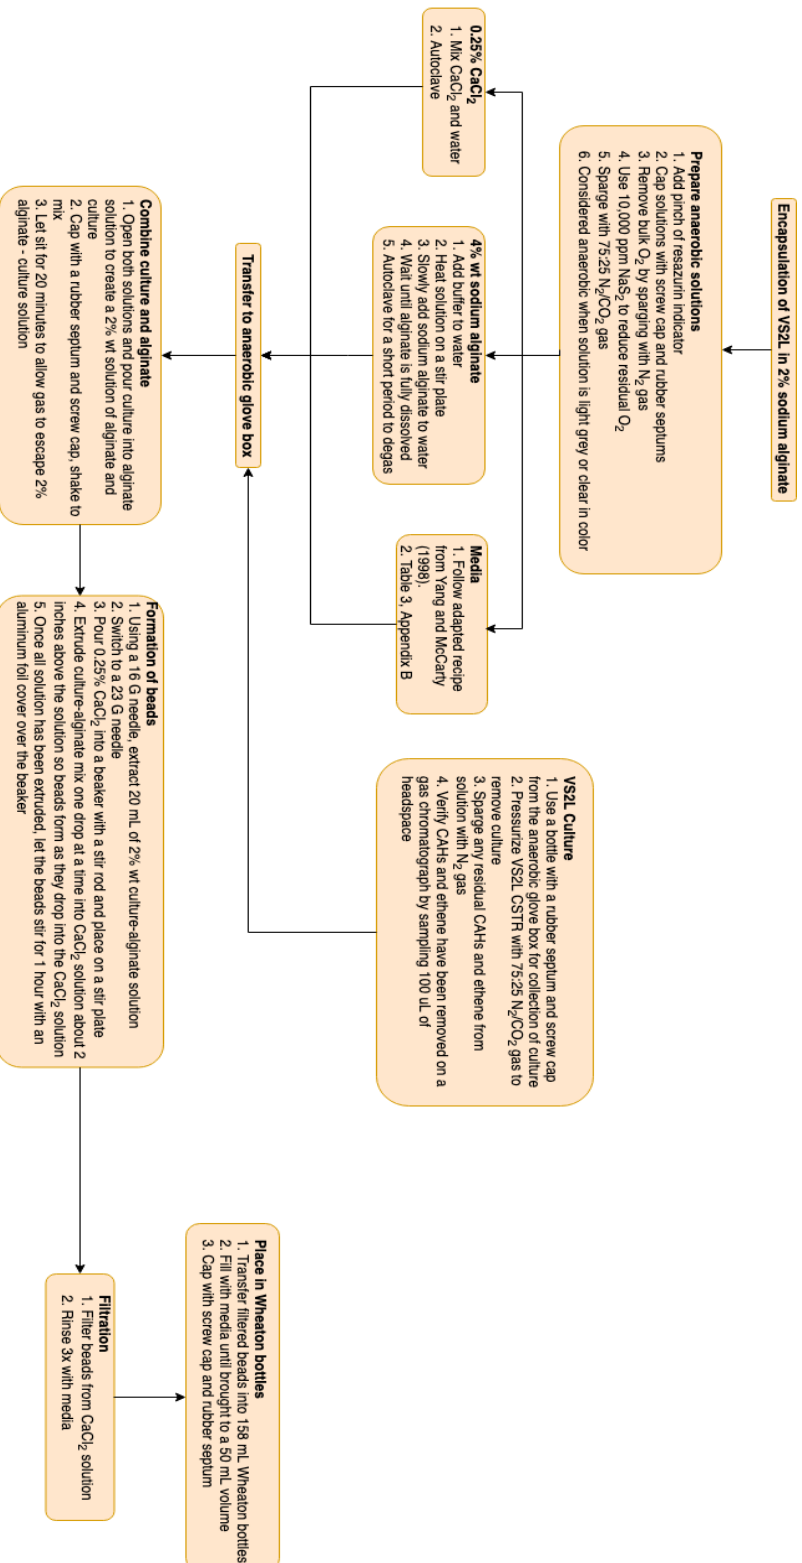 Encapsulation of VS2L in 2% sodium alginate
Prepare anaerobic solutions
1. Add pinch of resazurin indicator
2. Cap solutions with screw cap and rubber septums
3. Remove bulk O₂ by sparging with N₂ gas
4. Use 10,000 ppm NaS₂ to reduce residual O₂
5. Sparge with 75:25 N₂/CO₂ gas
6. Considered anaerobic when solution is light grey or clear in color
0.25% CaCl₂
1. Mix CaCl₂ and water
2. Autoclave
4% wt sodium alginate
1. Add buffer to water
2. Heat solution on a stir plate
3. Slowly add sodium alginate to water
4. Wait until alginate is fully dissolved
5. Autoclave for a short period to degas
Media
1. Follow adapted recipe
from Yang and McCarty
(1998).
2. Table 3, Appendix B
VS2L Culture
1. Use a bottle with a rubber septum and screw cap
from the anaerobic glove box for collection of culture
2. Pressurize VS2L CSTR with 75:25 N₂/CO₂ gas to
remove culture
3. Sparge any residual CAHs and ethene from
solution with N₂ gas
4. Verify CAHs and ethene have been removed on a
gas chromatograph by sampling 100 uL of
headspace
Transfer to anaerobic glove box
Combine culture and alginate
1. Open both solutions and pour culture into alginate
solution to create a 2% wt solution of alginate and
culture
2. Cap with a rubber septum and screw cap, shake to
mix
3. Let sit for 20 minutes to allow gas to escape 2%
alginate - culture solution
Formation of beads
1. Using a 16 G needle, extract 20 mL of 2% wt culture-alginate solution
2. Switch to a 23 G needle
3. Pour 0.25% CaCl₂ into a beaker with a stir rod and place on a stir plate
4. Extrude culture-alginate mix one drop at a time into CaCl₂ solution about 2
inches above the solution so beads form as they drop into the CaCl₂ solution
5. Once all solution has been extruded, let the beads stir for 1 hour with an
aluminum foil cover over the beaker
Filtration
1. Filter beads from CaCl₂ solution
2. Rinse 3x with media
Place in Wheaton bottles
1. Transfer filtered beads into 158 mL Wheaton bottles
2. Fill with media until brought to a 50 mL volume
3. Cap with screw cap and rubber septum